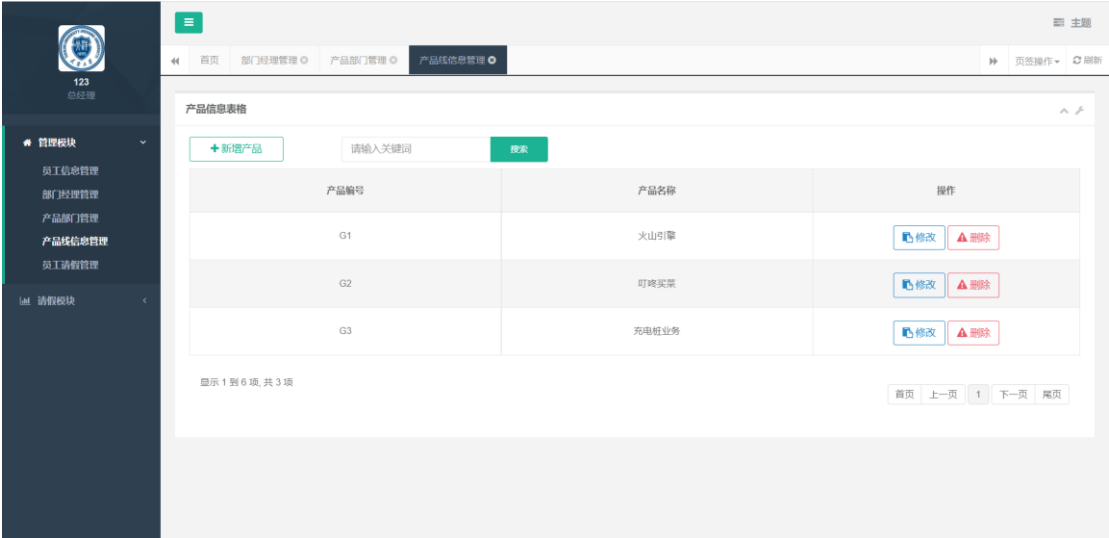 主题
首页 部门经理管理 产品部门管理 产品线信息管理 页签操作 刷新
123
总经理
管理模块
员工信息管理
部门经理管理
产品部门管理
产品线信息管理
员工请假管理
请假模块
产品信息表格
新增产品 请输入关键词 搜索
产品编号 产品名称 操作
G1 火山引擎 修改 删除
G2 叮咚买菜 修改 删除
G3 充电桩业务 修改 删除
显示 1 到 6 项, 共 3 项
首页 上一页 1 下一页 尾页